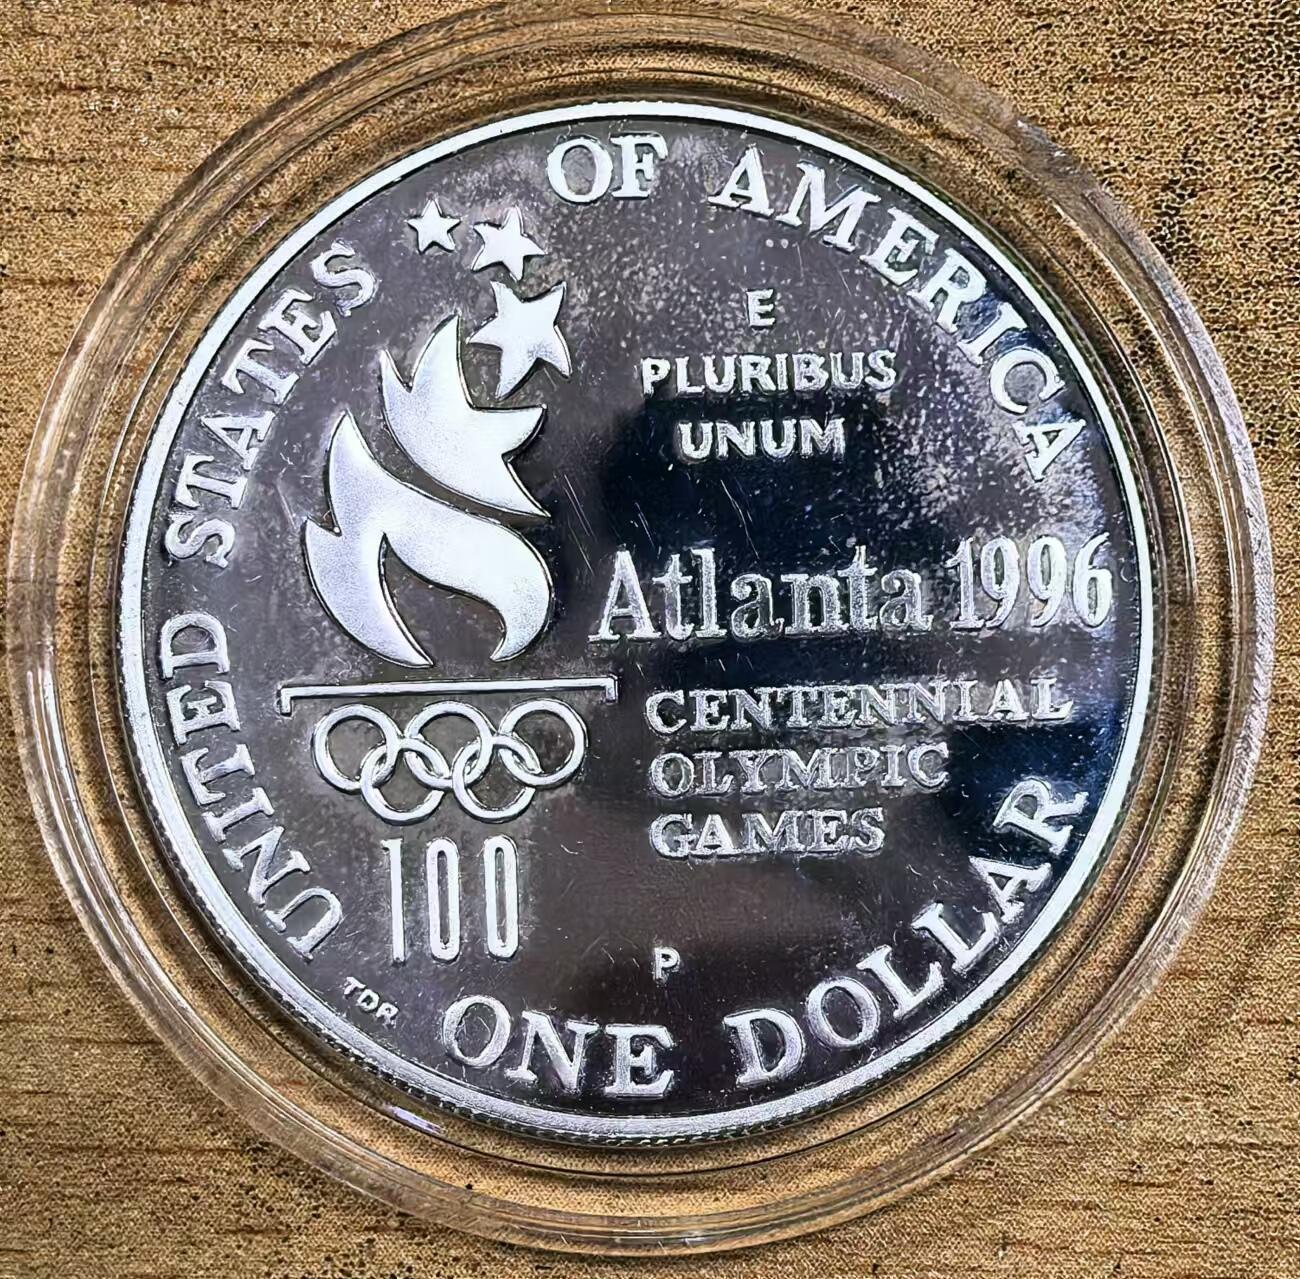 UNITED STATES OF AMERICA
E
PLURIBUS
UNUM
Atlanta 1996
CENTENNIAL
OLYMPIC
GAMES
100
P
TDR
ONE DOLLAR